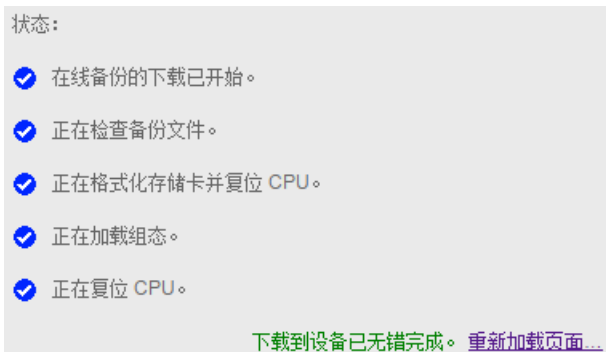 状态：
在线备份的下载已开始。
正在检查备份文件。
正在格式化存储卡并复位 CPU。
正在加载组态。
正在复位 CPU。
下载到设备已无错完成。 重新加载页面...